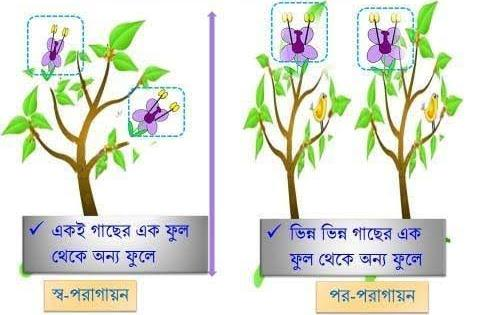 ✓ একই গাছের এক ফুল
থেকে অন্য ফুলে
স্ব-পরাগায়ন
✓ ভিন্ন ভিন্ন গাছের এক
ফুল থেকে অন্য ফুলে
পর-পরাগায়ন